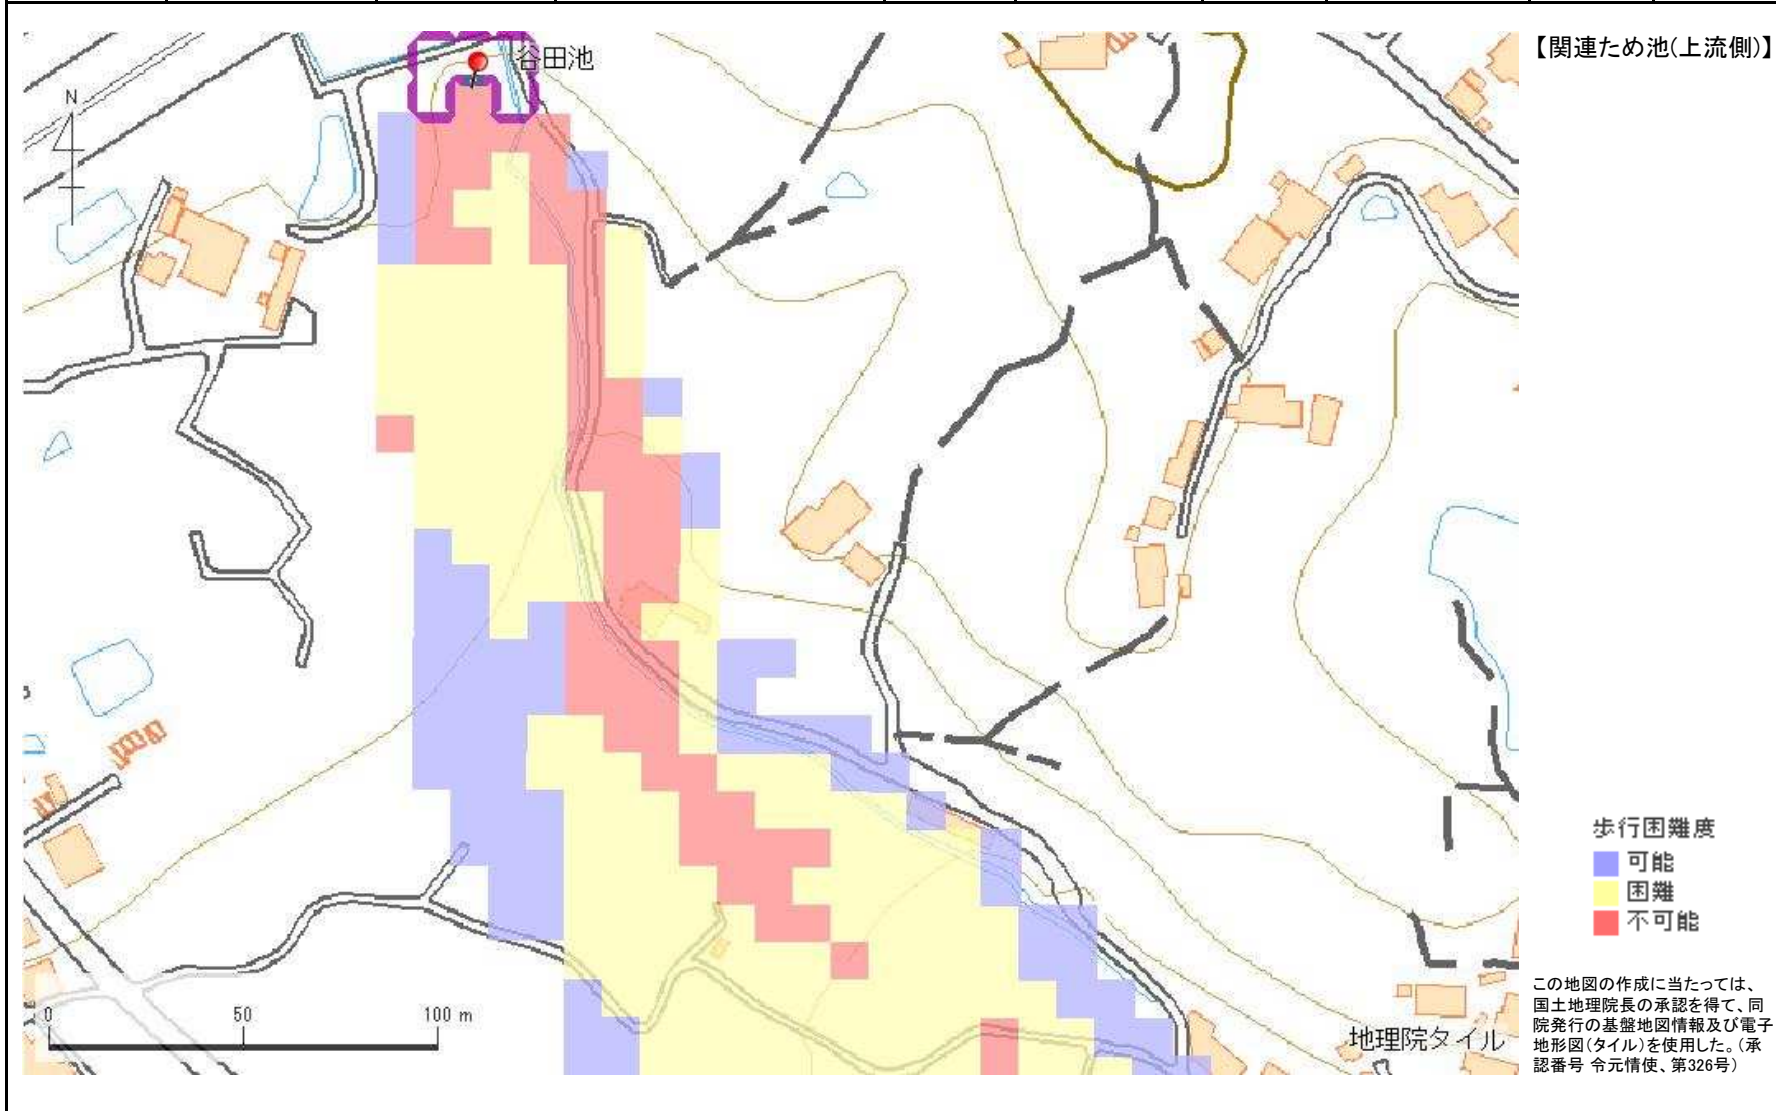 谷田池
【関連ため池(上流側)】
N
歩行困難度
可能
困難
不可能
0 50 100 m
地理院タイル
この地図の作成に当たっては、
国土地理院長の承認を得て、同
院発行の基盤地図情報及び電子
地形図(タイル)を使用した。(承
認番号 令元情使、第326号)